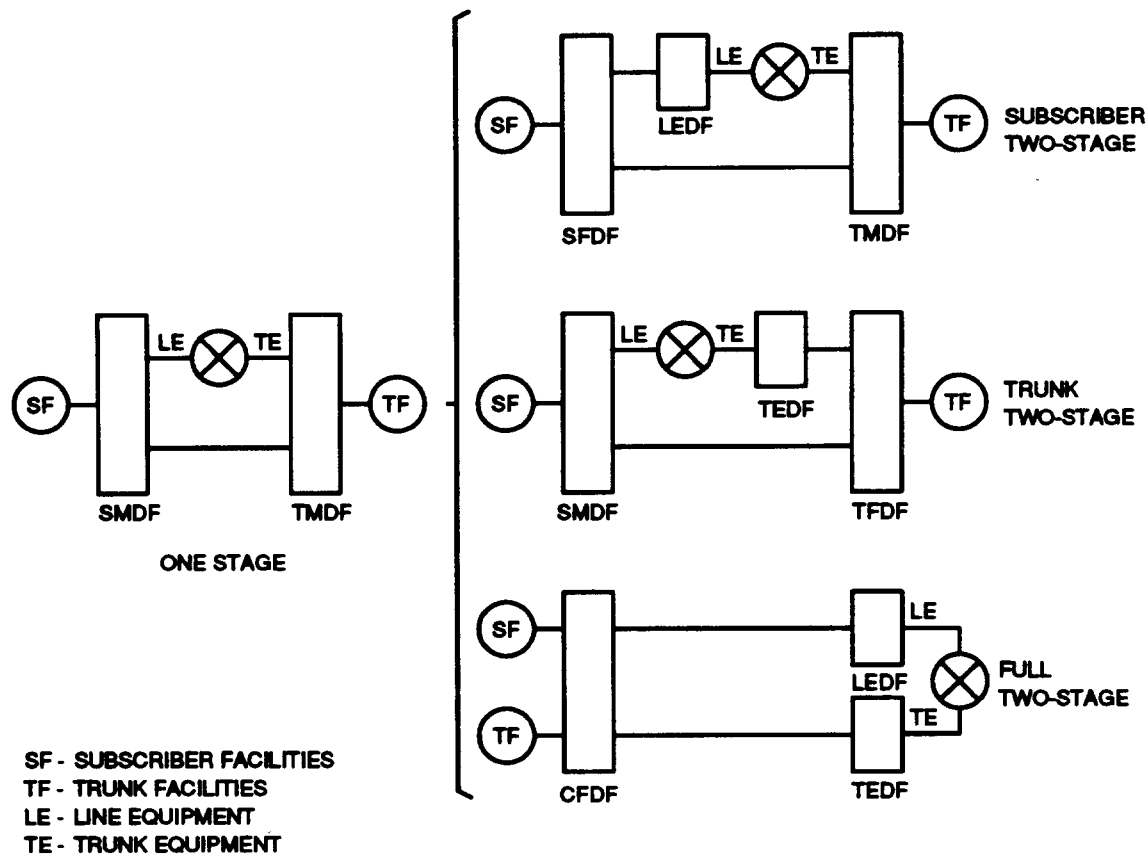 SF
SMDF
LE
TE
TMDF
TF
ONE STAGE
SF
SFDF
LEDF
LE
TE
TMDF
TF
SUBSCRIBER
TWO-STAGE
SF
SMDF
LE
TE
TEDF
TFDF
TF
TRUNK
TWO-STAGE
SF
TF
CFDF
LE
LEDF
TE
TEDF
FULL
TWO-STAGE
SF - SUBSCRIBER FACILITIES
TF - TRUNK FACILITIES
LE - LINE EQUIPMENT
TE - TRUNK EQUIPMENT